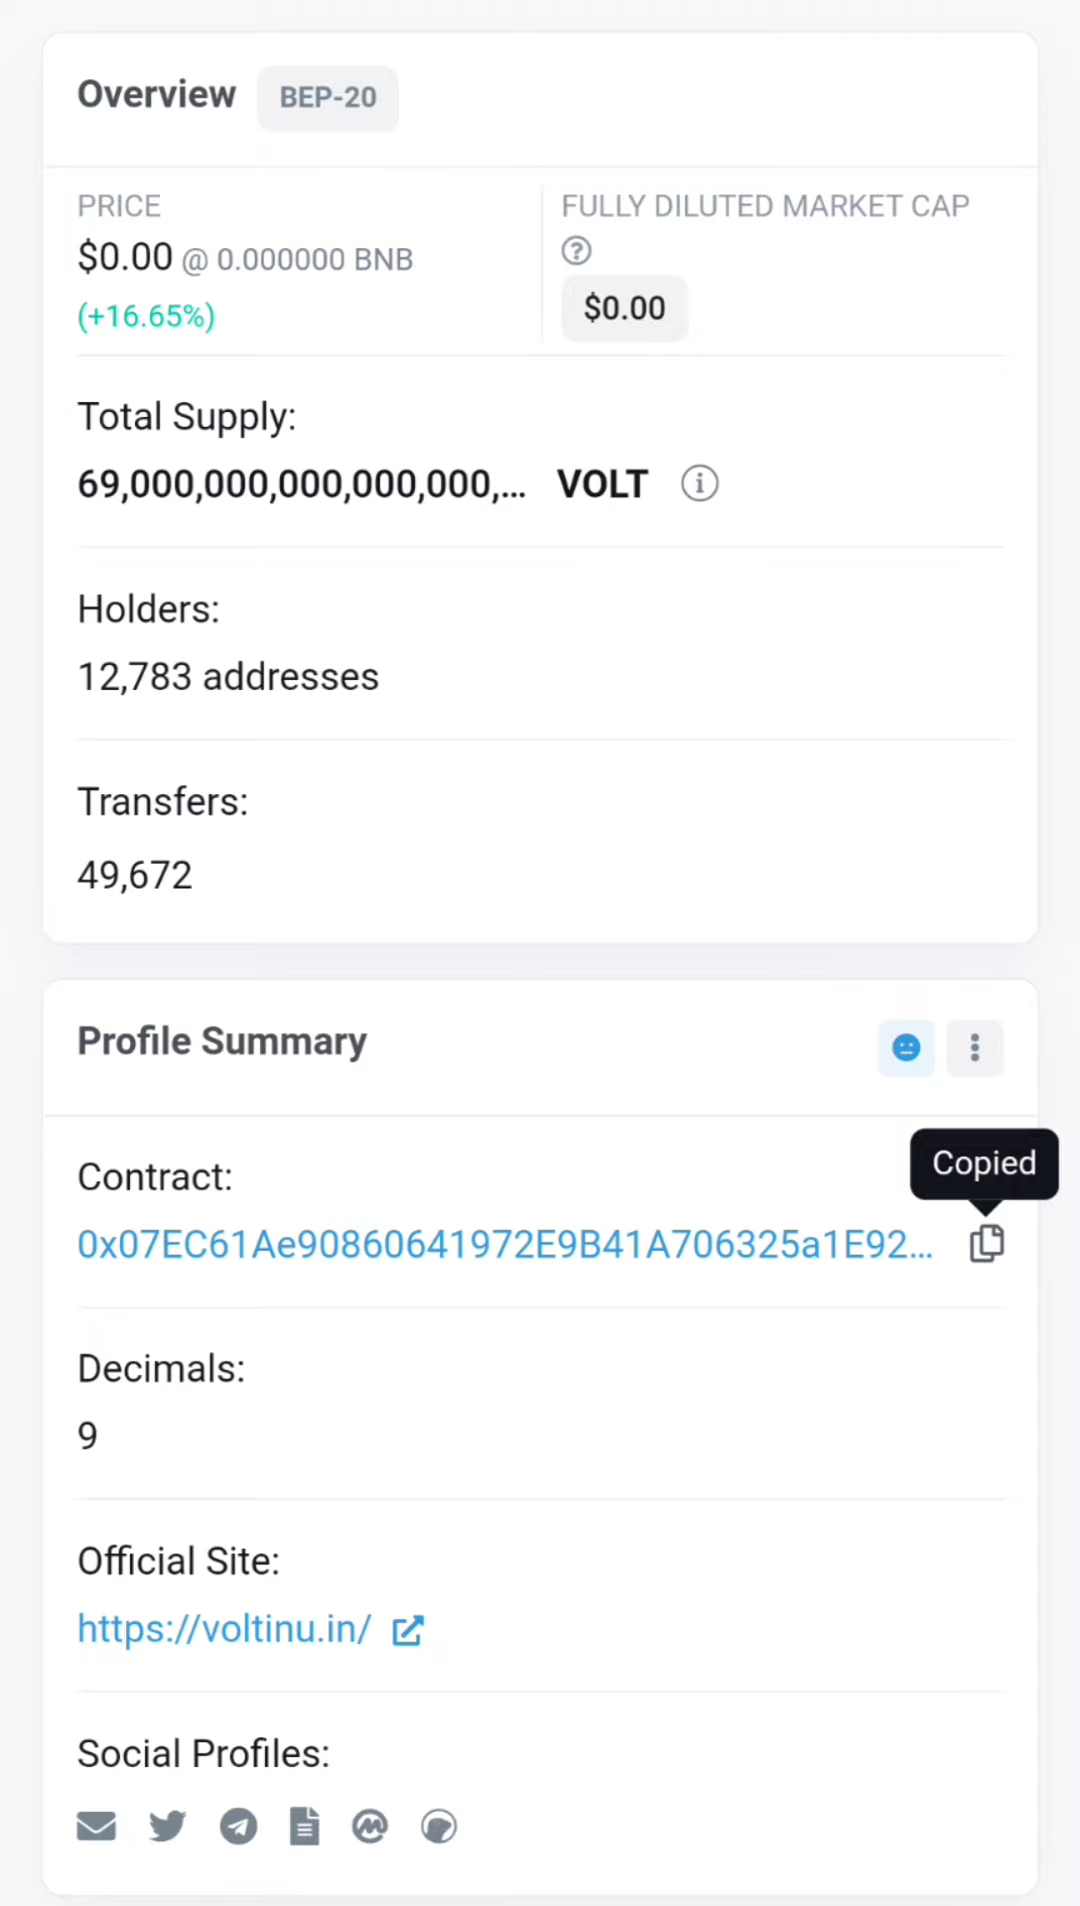 Overview BEP-20
PRICE
$0.00 @ 0.000000 BNB
(+16.65%)
FULLY DILUTED MARKET CAP
$0.00
Total Supply:
69,000,000,000,000,000,... VOLT
Holders:
12,783 addresses
Transfers:
49,672
Profile Summary
Copied
Contract:
0x07EC61Ae90860641972E9B41A706325a1E92...
Decimals:
9
Official Site:
https://voltinu.in/
Social Profiles: